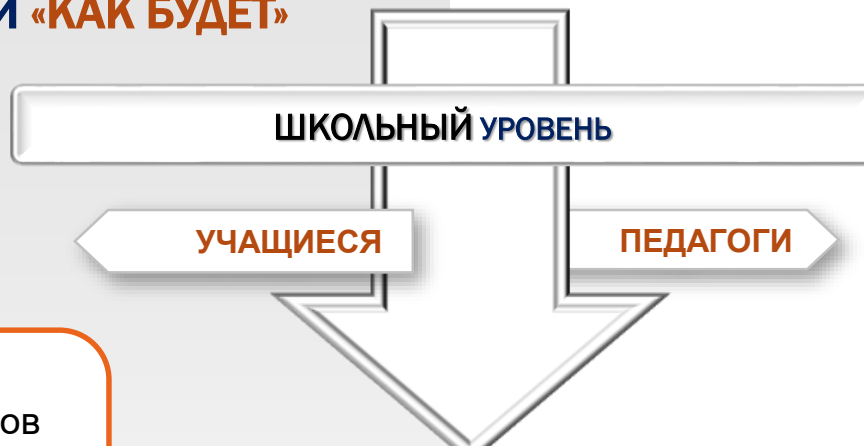 И «КАК БУДЕТ»
ШКОЛЬНЫЙ УРОВЕНЬ
УЧАЩИЕСЯ
ПЕДАГОГИ
ов